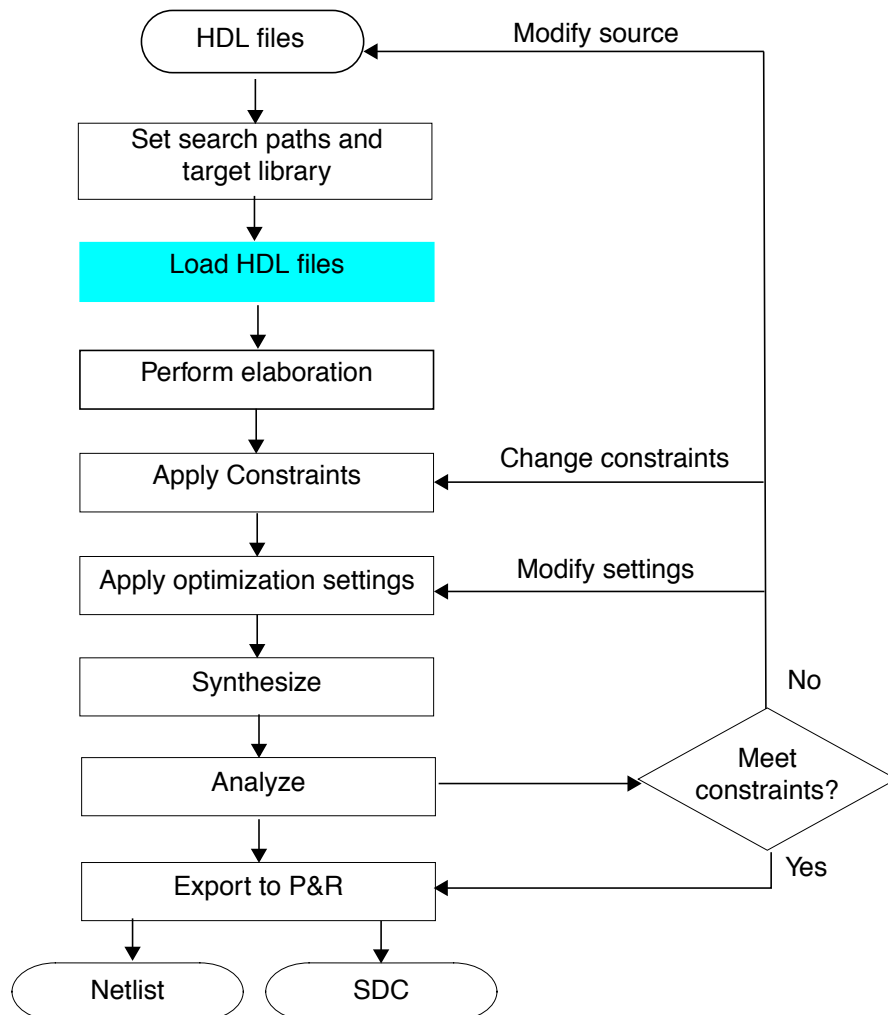 HDL files
Modify source
Set search paths and
target library
Load HDL files
Perform elaboration
Apply Constraints
Change constraints
Apply optimization settings
Modify settings
Synthesize
No
Analyze
Meet
constraints?
Yes
Export to P&R
Netlist
SDC